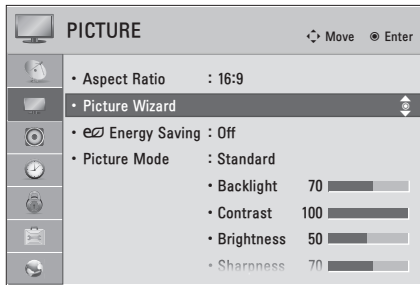 PICTURE
Move Enter
• Aspect Ratio : 16:9
• Picture Wizard
• Energy Saving : Off
• Picture Mode : Standard
• Backlight 70
• Contrast 100
• Brightness 50
• Sharpness 70